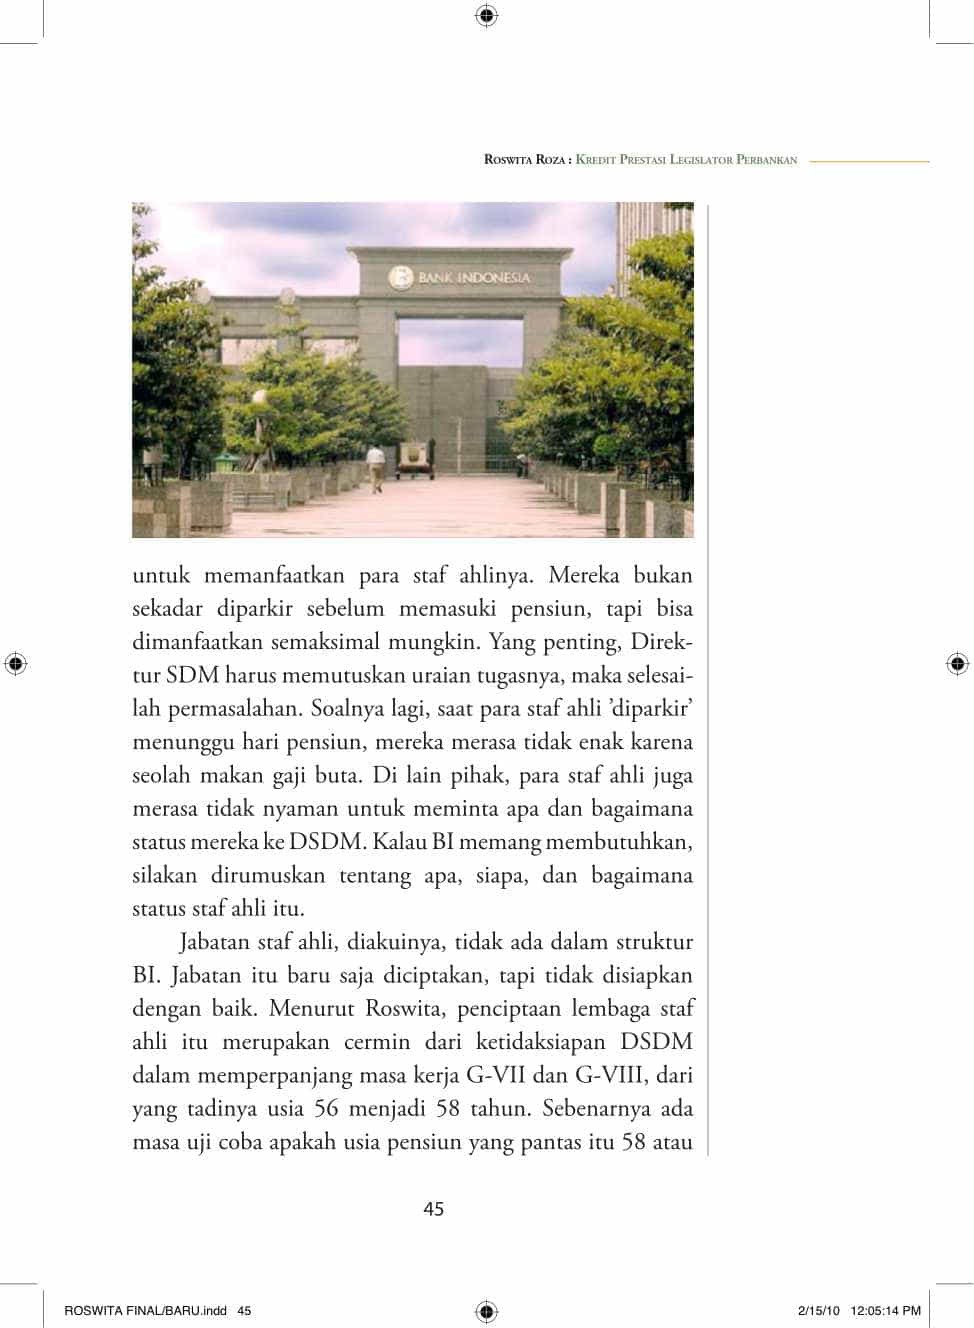 Roswita Roza : Kredit Prestasi Legislator Perbankan
BANK INDONESIA
untuk memanfaatkan para staf ahlinya. Mereka bukan
sekadar diparkir sebelum memasuki pensiun, tapi bisa
dimanfaatkan semaksimal mungkin. Yang penting, Direk-
tur SDM harus memutuskan uraian tugasnya, maka selesai-
lah permasalahan. Soalnya lagi, saat para staf ahli ’diparkir’
menunggu hari pensiun, mereka merasa tidak enak karena
seolah makan gaji buta. Di lain pihak, para staf ahli juga
merasa tidak nyaman untuk meminta apa dan bagaimana
status mereka ke DSDM. Kalau BI memang membutuhkan,
silakan dirumuskan tentang apa, siapa, dan bagaimana
status staf ahli itu.
Jabatan staf ahli, diakuinya, tidak ada dalam struktur
BI. Jabatan itu baru saja diciptakan, tapi tidak disiapkan
dengan baik. Menurut Roswita, penciptaan lembaga staf
ahli itu merupakan cermin dari ketidaksiapan DSDM
dalam memperpanjang masa kerja G-VII dan G-VIII, dari
yang tadinya usia 56 menjadi 58 tahun. Sebenarnya ada
masa uji coba apakah usia pensiun yang pantas itu 58 atau
45
ROSWITA FINAL/BARU.indd 45
2/15/10 12:05:14 PM